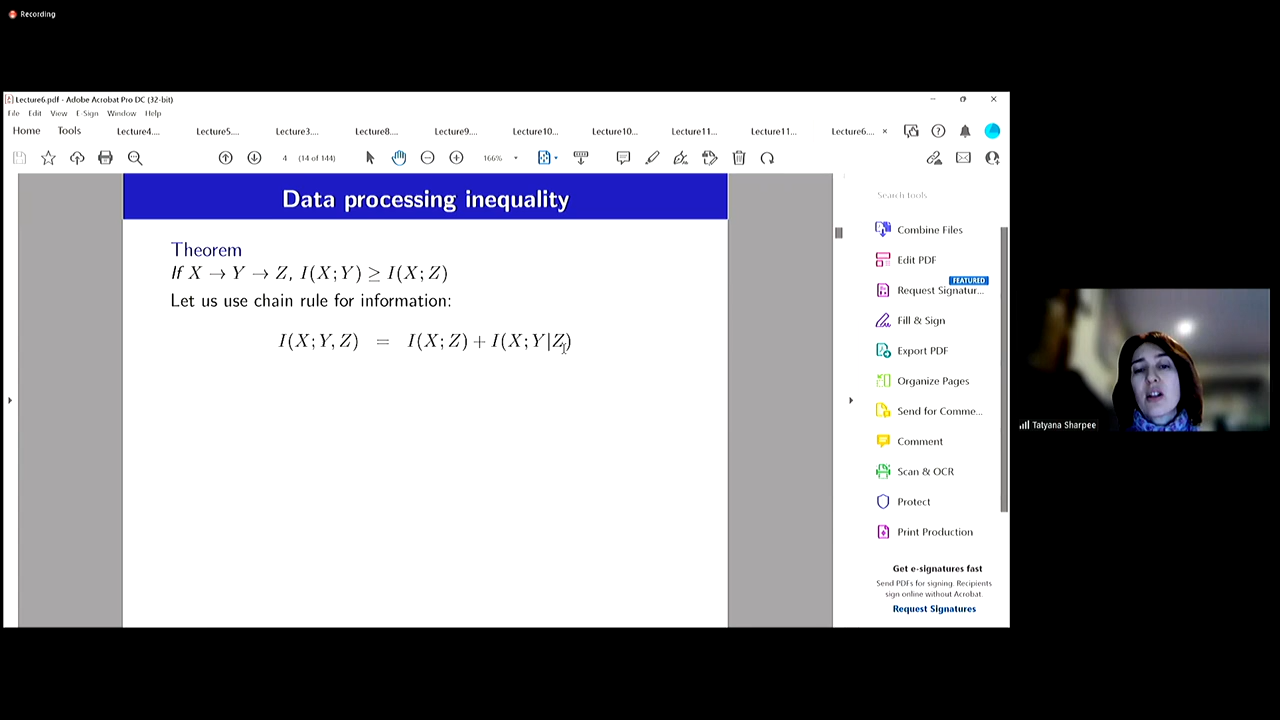 Recording
Lecture6.pdf - Adobe Acrobat Pro DC (32-bit)
File Edit View E-Sign Window Help
Home Tools Lecture4.... Lecture5.... Lecture3.... Lecture8.... Lecture9.... Lecture10... Lecture10... Lecture11... Lecture11... Lecture6....
4 (14 of 144) 166%
Data processing inequality
Theorem
If X → Y → Z, I(X; Y) ≥ I(X; Z)
Let us use chain rule for information:
I(X; Y, Z) = I(X; Z) + I(X; Y|Z)
Search tools
Combine Files
Edit PDF
FEATURED
Request Signatur...
Fill & Sign
Export PDF
Organize Pages
Send for Comme...
Comment
Scan & OCR
Protect
Print Production
Get e-signatures fast
Send PDFs for signing. Recipients
sign online without Acrobat.
Request Signatures
Tatyana Sharpee